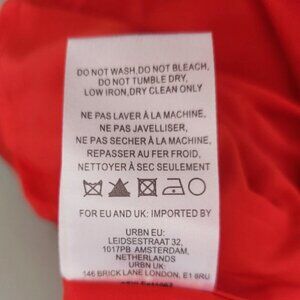 DO NOT WASH,DO NOT BLEACH,
DO NOT TUMBLE DRY,
LOW IRON,DRY CLEAN ONLY
NE PAS LAVER À LA MACHINE,
NE PAS JAVELLISER,
NE PAS SECHER À LA MACHINE,
REPASSER AU FER FROID,
NETTOYER À SEC SEULEMENT
FOR EU AND UK: IMPORTED BY
URBN EU:
LEIDSESTRAAT 32,
1017PB AMSTERDAM,
NETHERLANDS
URBN UK:
146 BRICK LANE LONDON, E1 6RU